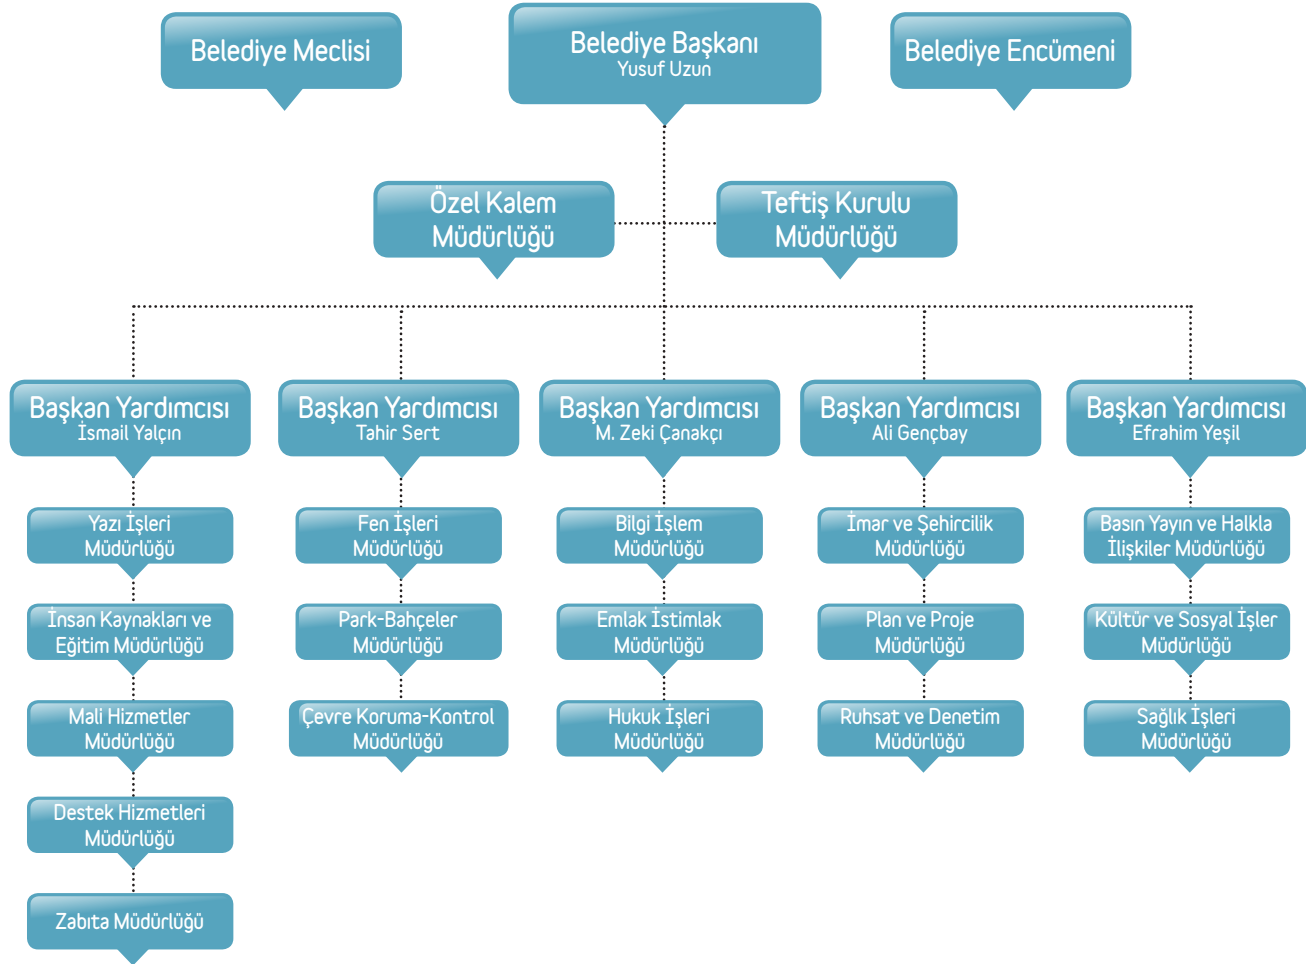 Belediye Meclisi
Belediye Başkanı
Yusuf Uzun
Belediye Encümeni
Özel Kalem
Müdürlüğü
Teftiş Kurulu
Müdürlüğü
Başkan Yardımcısı
İsmail Yalçın
Başkan Yardımcısı
Tahir Sert
Başkan Yardımcısı
M. Zeki Çanakçı
Başkan Yardımcısı
Ali Gençbay
Başkan Yardımcısı
Efrahim Yeşil
Yazı İşleri
Müdürlüğü
Fen İşleri
Müdürlüğü
Bilgi İşlem
Müdürlüğü
İmar ve Şehircilik
Müdürlüğü
Basın Yayın ve Halkla
İlişkiler Müdürlüğü
İnsan Kaynakları ve
Eğitim Müdürlüğü
Park-Bahçeler
Müdürlüğü
Emlak İstimlak
Müdürlüğü
Plan ve Proje
Müdürlüğü
Kültür ve Sosyal İşler
Müdürlüğü
Mali Hizmetler
Müdürlüğü
Çevre Koruma-Kontrol
Müdürlüğü
Hukuk İşleri
Müdürlüğü
Ruhsat ve Denetim
Müdürlüğü
Sağlık İşleri
Müdürlüğü
Destek Hizmetleri
Müdürlüğü
Zabıta Müdürlüğü